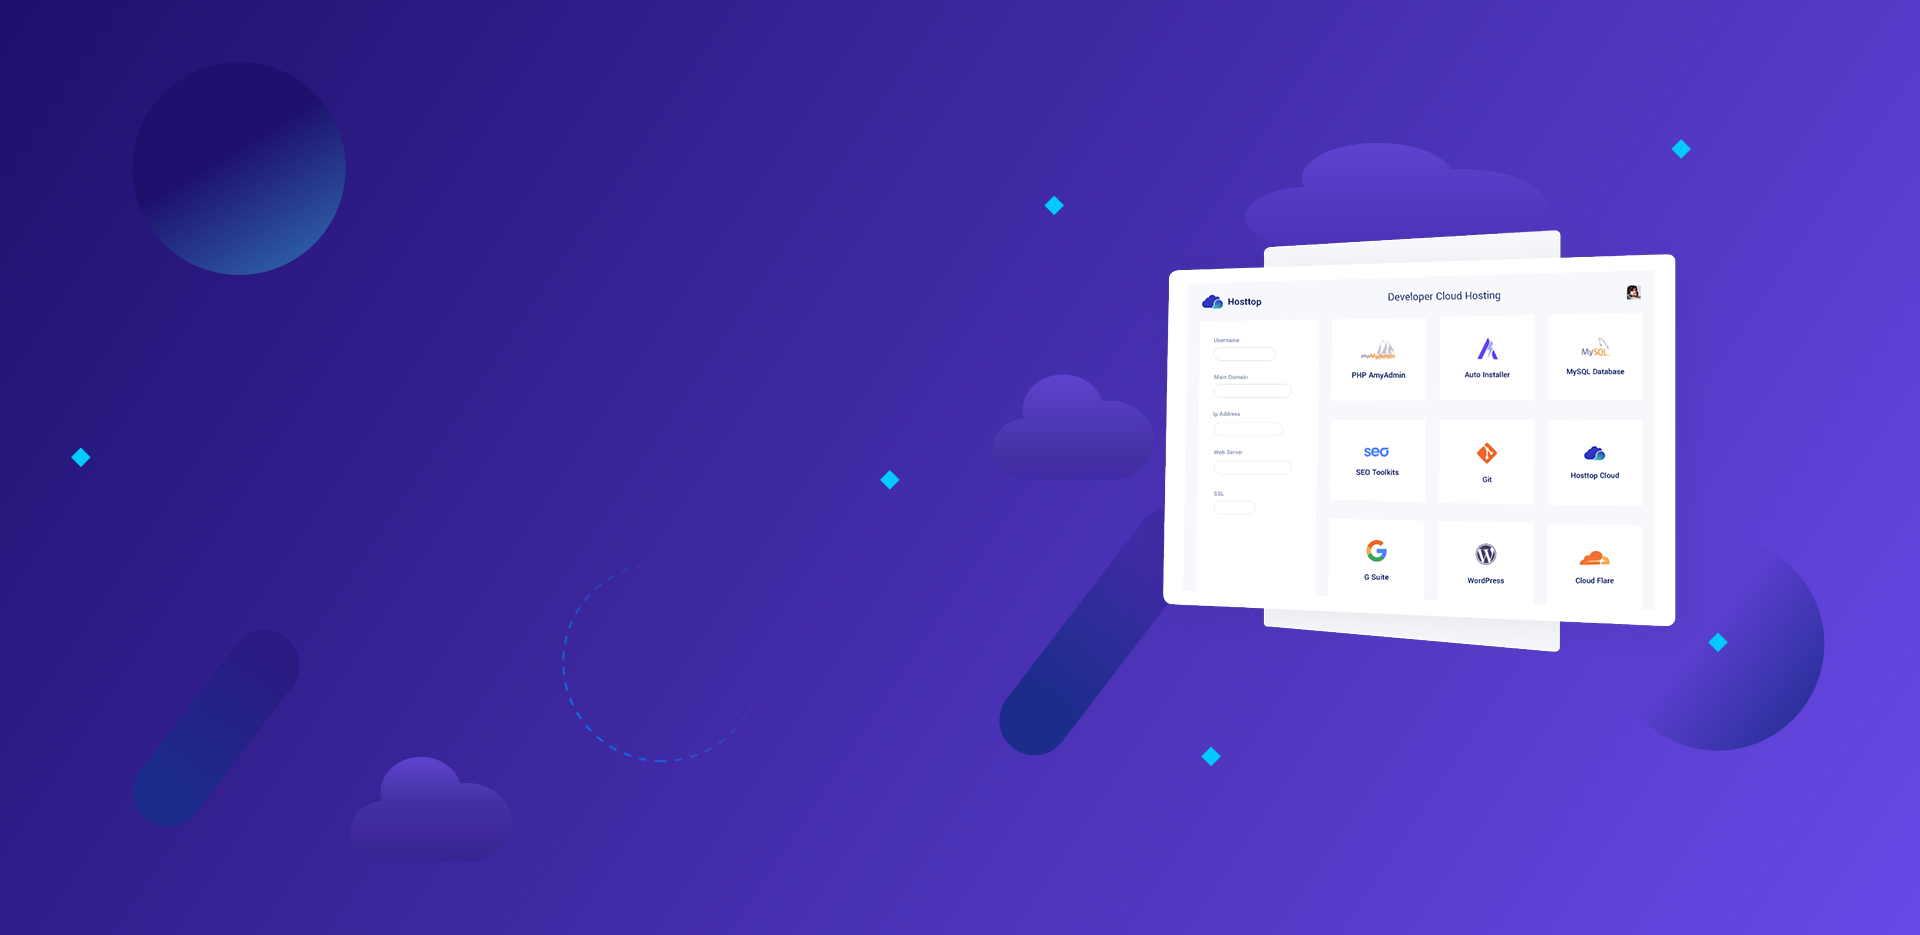 Hosttop
Developer Cloud Hosting
Username
Main Domain
Ip Address
Web Server
SSL
phpMyAdmin
PHP AmyAdmin
Auto Installer
MySQL
MySQL Database
seo
SEO Toolkits
Git
Hosttop Cloud
G
G Suite
W
WordPress
Cloud Flare